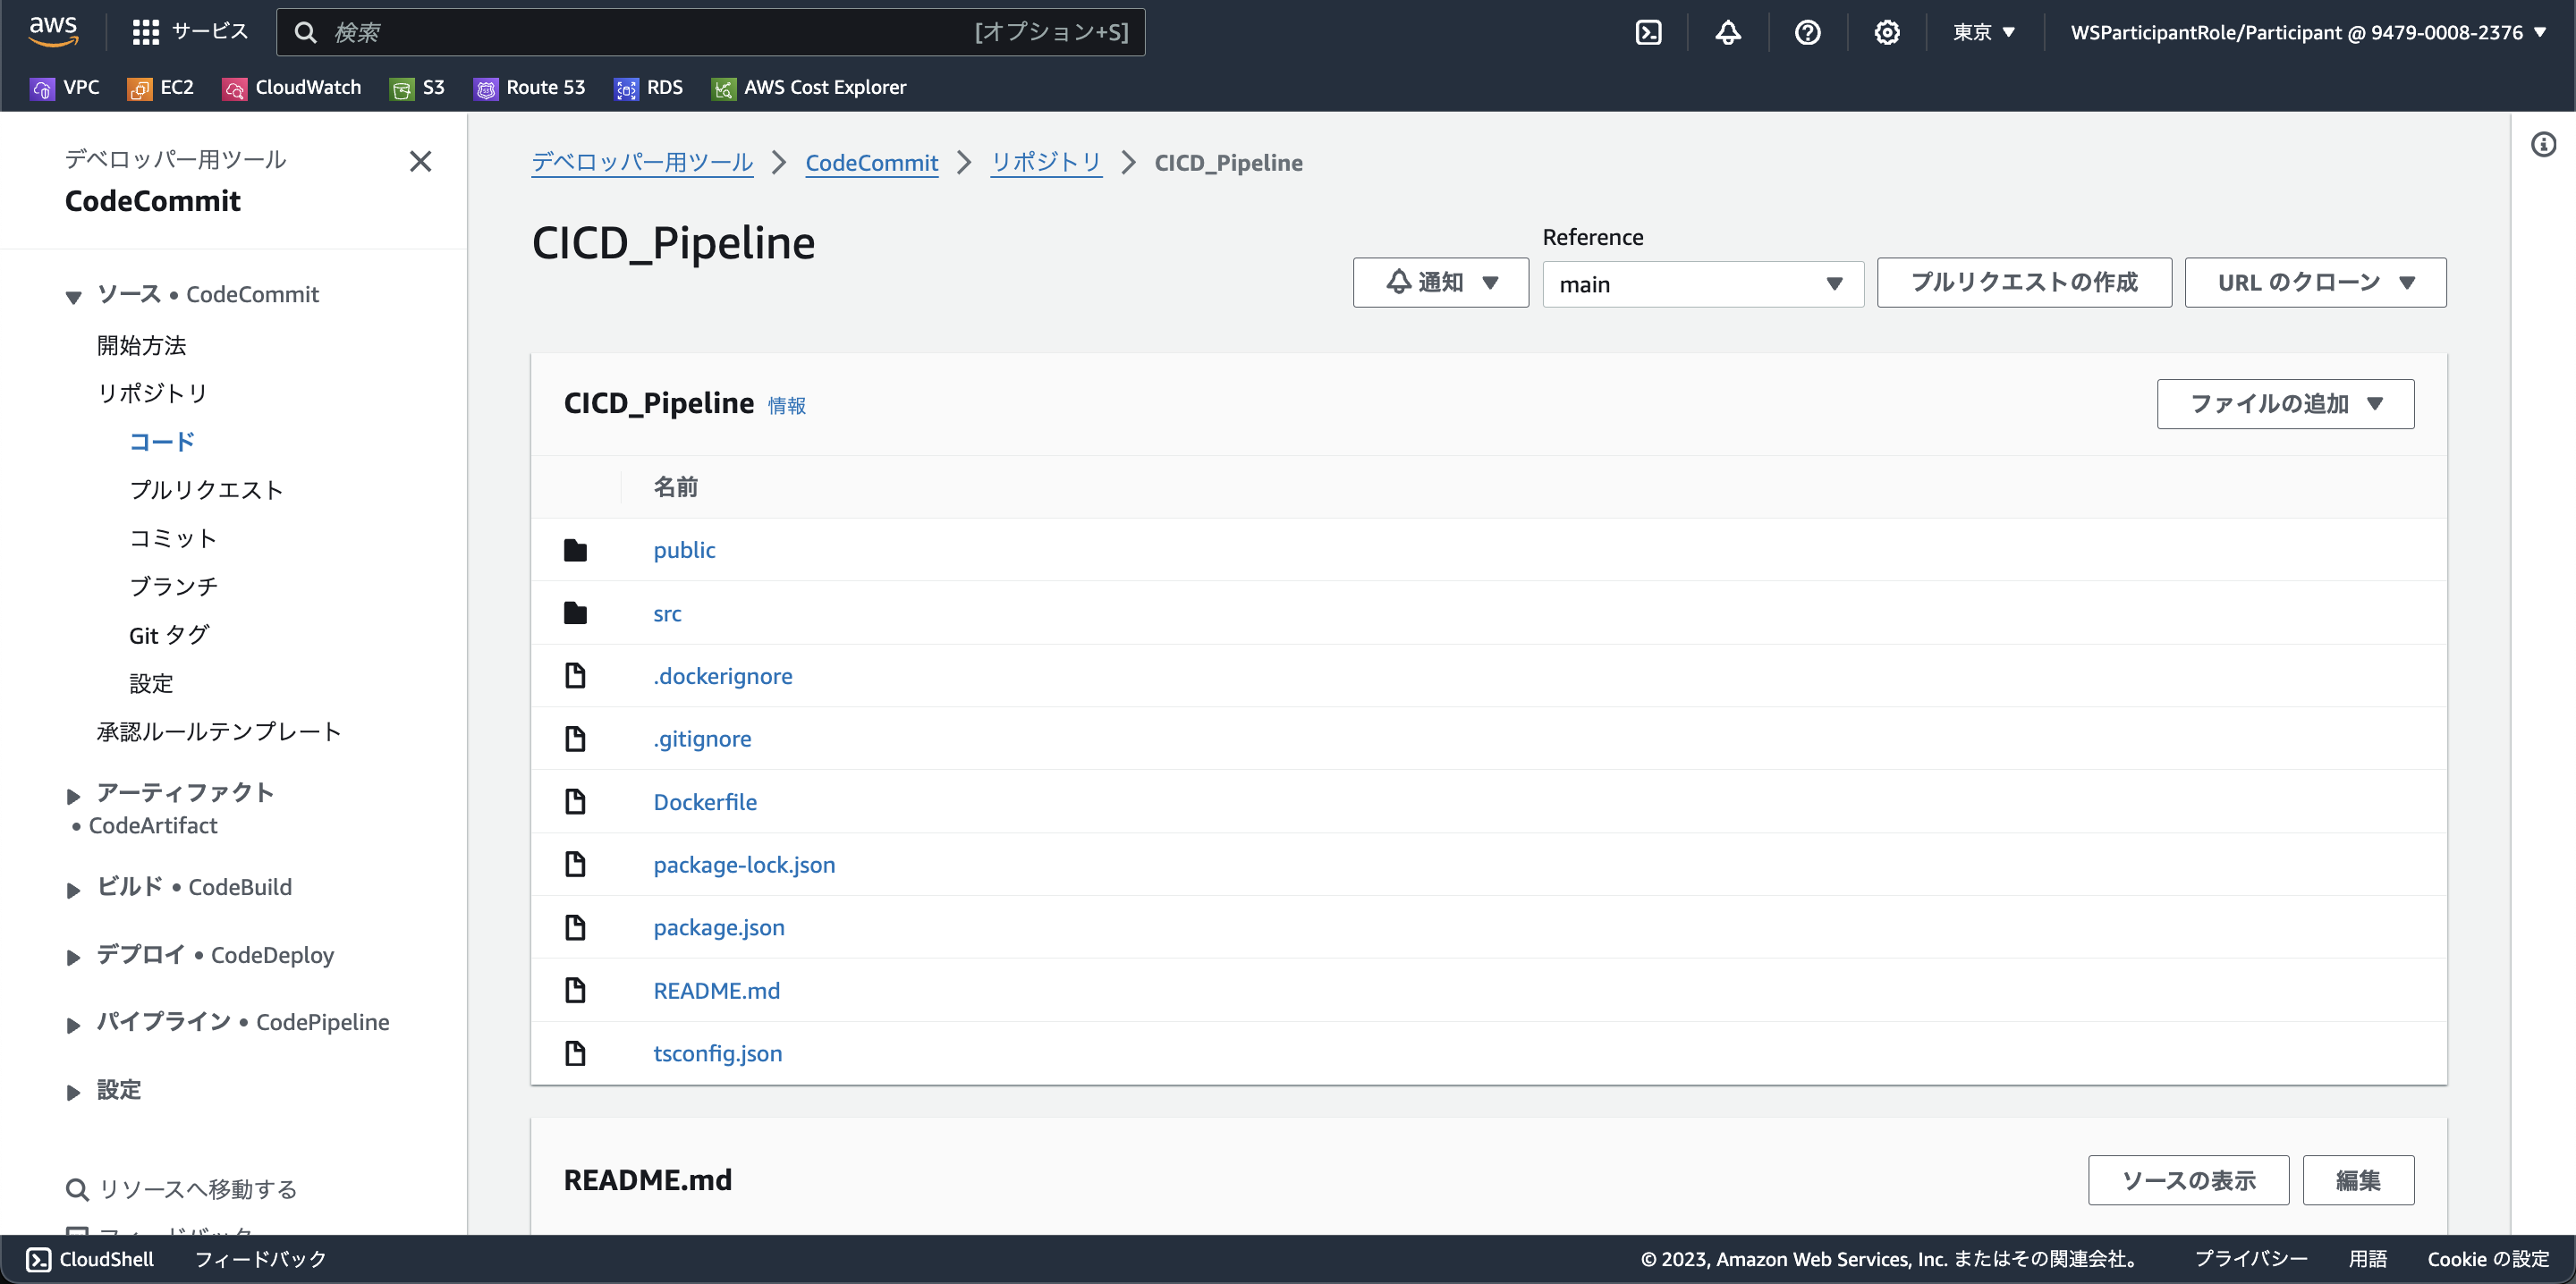 aws
サービス
検索
[オプション+S]
東京 ▼
WSParticipantRole/Participant @ 9479-0008-2376 ▼
VPC
EC2
CloudWatch
S3
Route 53
RDS
AWS Cost Explorer
デベロッパー用ツール
CodeCommit
ソース • CodeCommit
開始方法
リポジトリ
コード
プルリクエスト
コミット
ブランチ
Git タグ
設定
承認ルールテンプレート
アーティファクト
• CodeArtifact
ビルド • CodeBuild
デプロイ • CodeDeploy
パイプライン • CodePipeline
設定
リソースへ移動する
フィードバック
デベロッパー用ツール > CodeCommit > リポジトリ > CICD_Pipeline
CICD_Pipeline
通知 ▼
Reference
main
プルリクエストの作成
URL のクローン ▼
CICD_Pipeline 情報
ファイルの追加 ▼
名前
public
src
.dockerignore
.gitignore
Dockerfile
package-lock.json
package.json
README.md
tsconfig.json
README.md
ソースの表示
編集
CloudShell
フィードバック
© 2023, Amazon Web Services, Inc. またはその関連会社。
プライバシー
用語
Cookie の設定